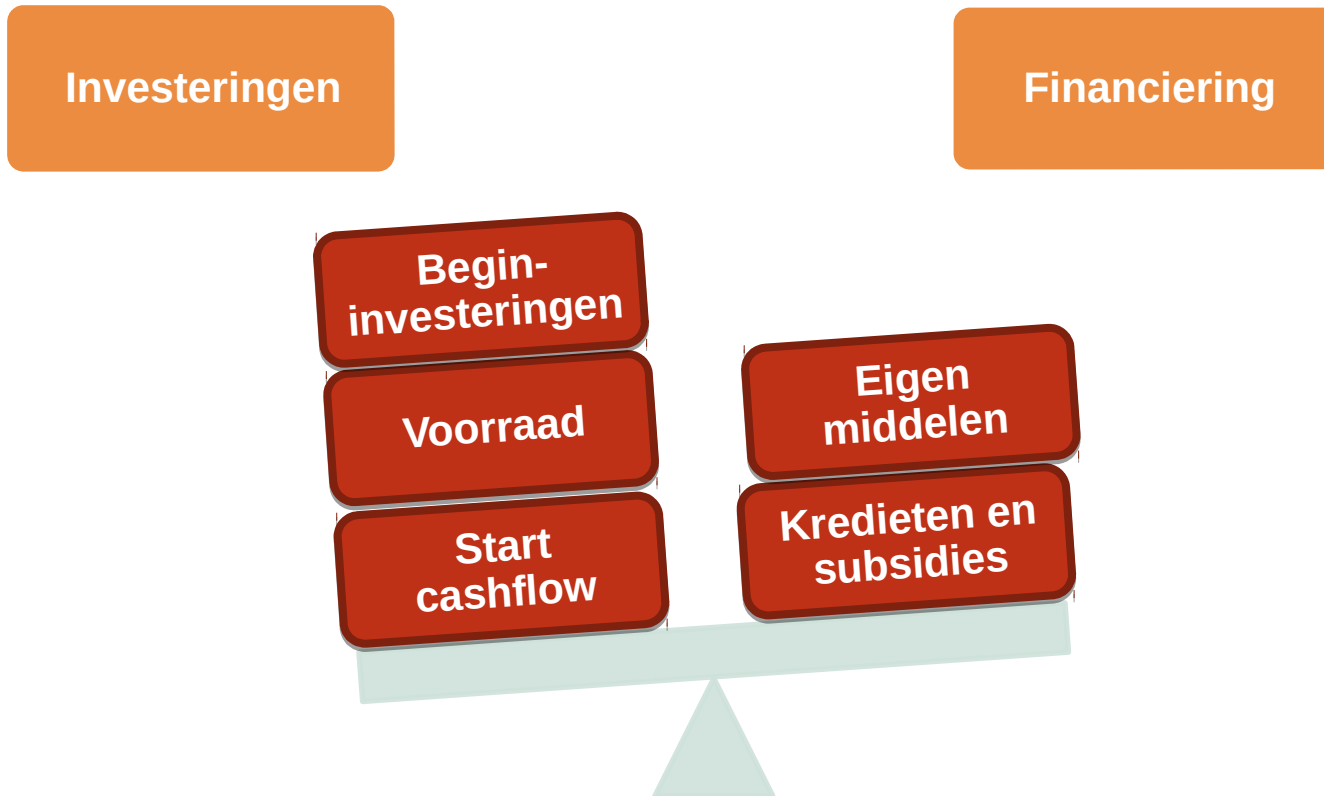 Investeringen
Financiering
Begin-
investeringen
Voorraad
Start
cashflow
Eigen
middelen
Kredieten en
subsidies